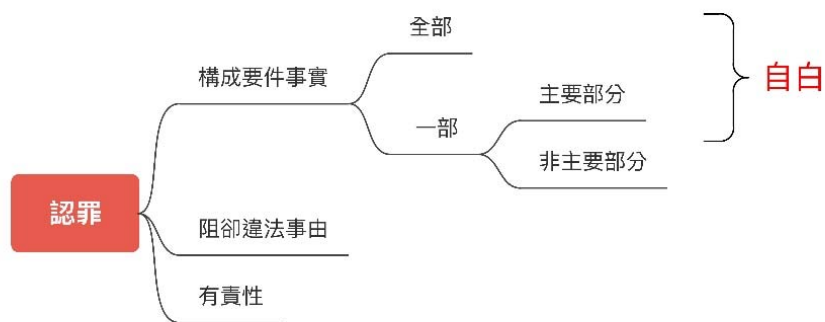 全部
構成要件事實
自白
主要部分
一部
非主要部分
認罪
阻卻違法事由
有責性